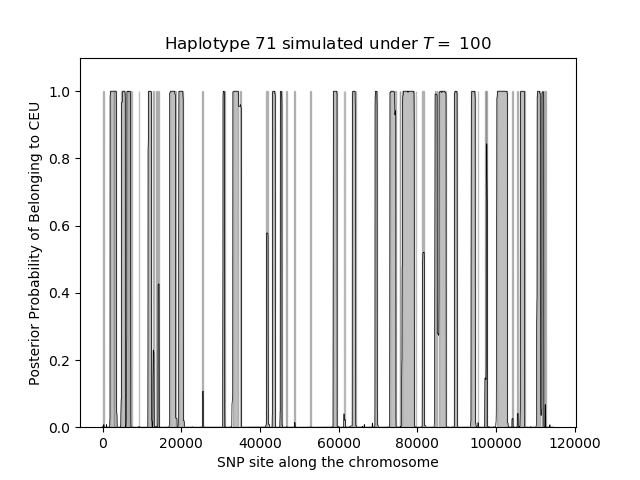 Haplotype 71 simulated under T = 100
Posterior Probability of Belonging to CEU
1.0
0.8
0.6
0.4
0.2
0.0
0 20000 40000 60000 80000 100000 120000
SNP site along the chromosome